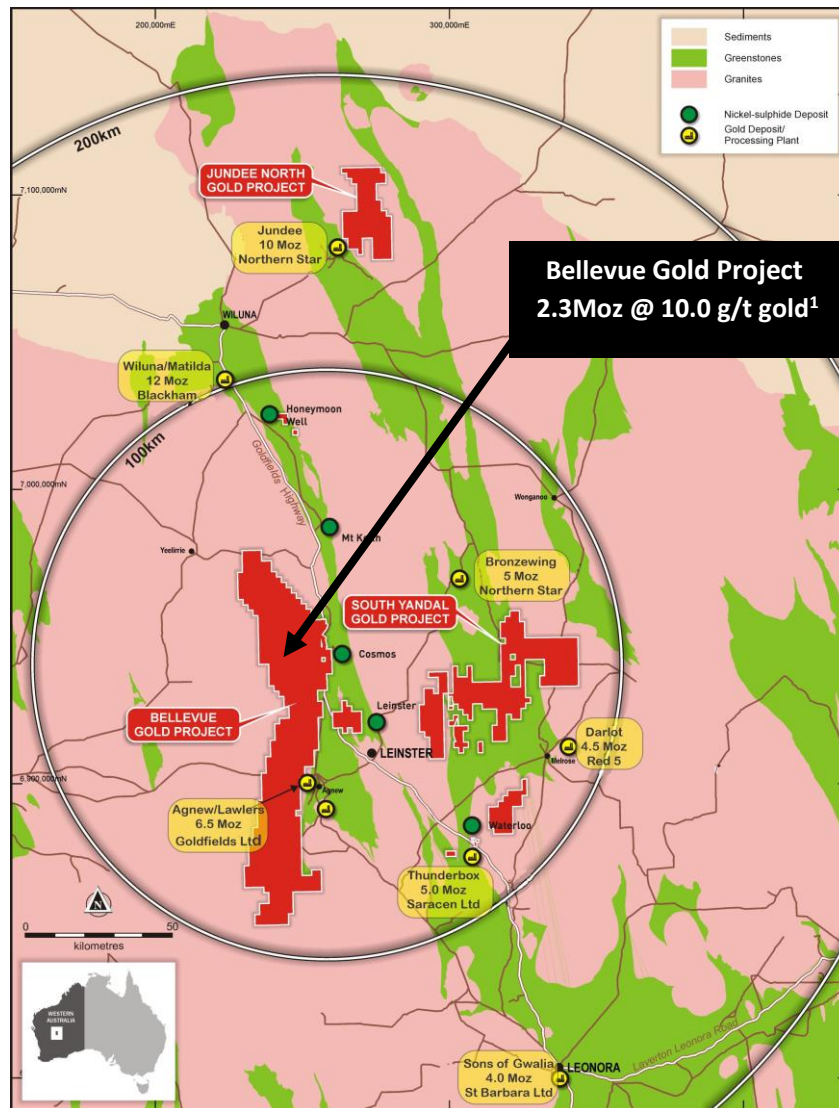 200,000mE
300,000mE
Sediments
Greenstones
Granites
Nickel-sulphide Deposit
Gold Deposit/
Processing Plant
200km
7,100,000mN
JUNDEE NORTH
GOLD PROJECT
Jundee
10 Moz
Northern Star
Bellevue Gold Project
2.3Moz @ 10.0 g/t gold1
WILUNA
Wiluna/Matilda
12 Moz
Blackham
100km
Honeymoon
Well
Goldfields Highway
7,000,000mN
Wonganoo
Mt Keith
Yeelirrie
Bronzewing
5 Moz
Northern Star
SOUTH YANDAL
GOLD PROJECT
Cosmos
BELLEVUE
GOLD PROJECT
Leinster
LEINSTER
Darlot
4.5 Moz
Red 5
Melrose
6,900,000mN
Agnew
Agnew/Lawlers
6.5 Moz
Goldfields Ltd
Waterloo
Thunderbox
5.0 Moz
Saracen Ltd
N
0
50
kilometres
WESTERN
AUSTRALIA
Laverton Leonora Road
Sons of Gwalia
4.0 Moz
St Barbara Ltd
LEONORA